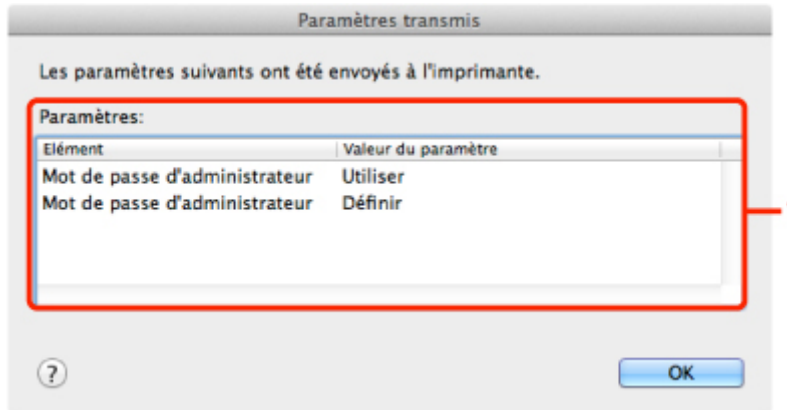 Paramètres transmis
Les paramètres suivants ont été envoyés à l'imprimante.
Paramètres:
Elément Valeur du paramètre
Mot de passe d'administrateur Utiliser
Mot de passe d'administrateur Définir
? OK